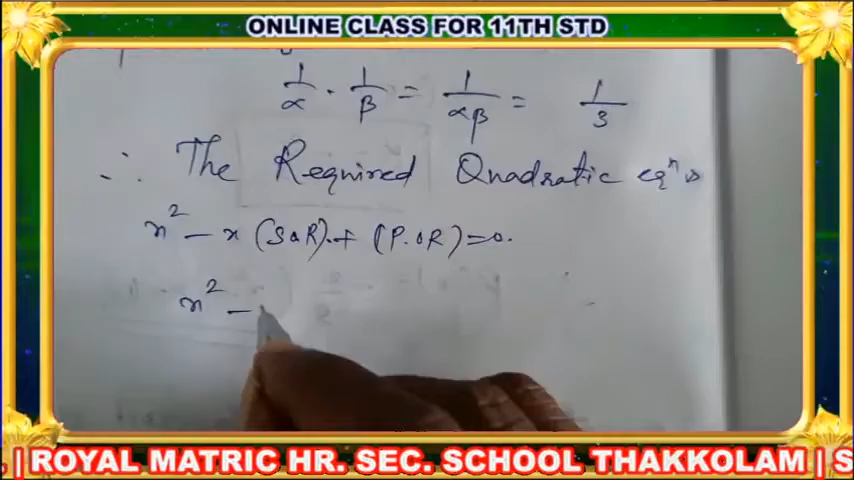 ONLINE CLASS FOR 11TH STD
1/α · 1/β = 1/αβ = 1/3
∴ The Required Quadratic eqⁿ is
x² - x (S.O.R) + (P.O.R) = 0.
x² -
| ROYAL MATRIC HR. SEC. SCHOOL THAKKOLAM | S